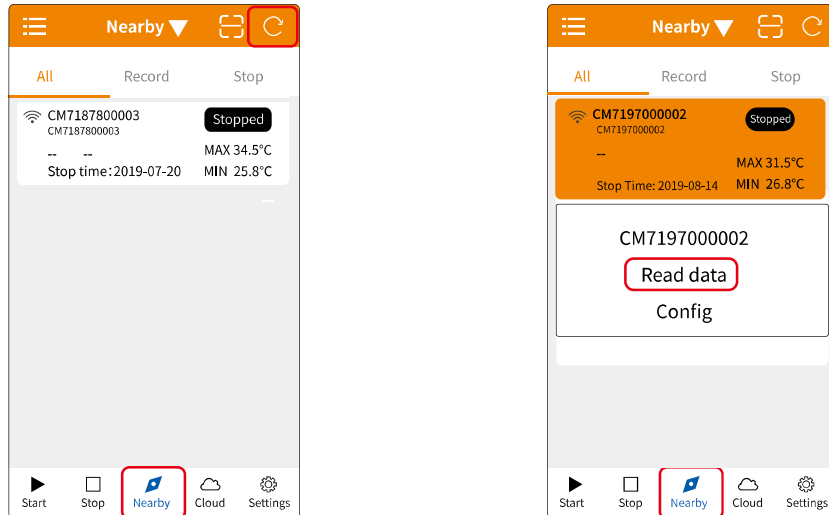 Nearby
All Record Stop
CM7187800003
CM7187800003
Stopped
-- --
MAX 34.5°C
Stop time:2019-07-20 MIN 25.8°C
Start Stop Nearby Cloud Settings
Nearby
All Record Stop
CM7197000002
CM7197000002
Stopped
--
MAX 31.5°C
Stop Time: 2019-08-14 MIN 26.8°C
CM7197000002
Read data
Config
Start Stop Nearby Cloud Settings